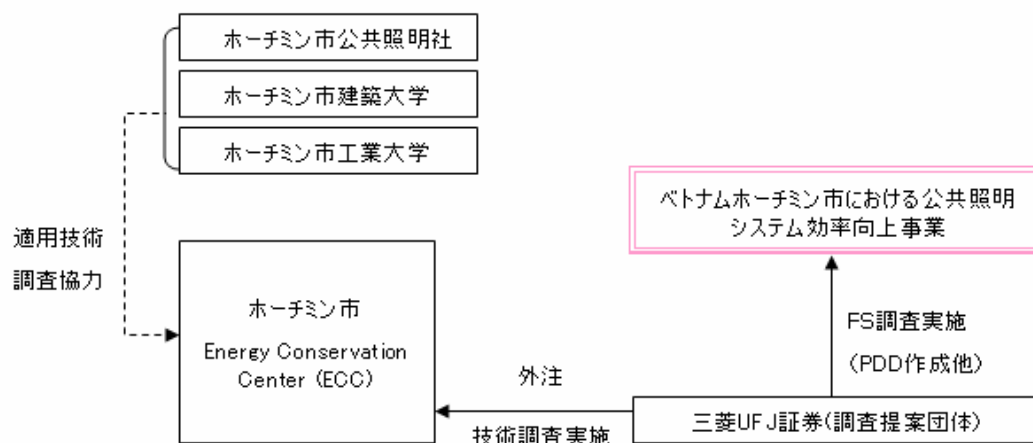 ホーチミン市公共照明社
ホーチミン市建築大学
ホーチミン市工業大学
適用技術
調査協力
ホーチミン市
Energy Conservation
Center (ECC)
ベトナムホーチミン市における公共照明
システム効率向上事業
FS調査実施
(PDD作成他)
外注
技術調査実施
三菱UFJ証券(調査提案団体)